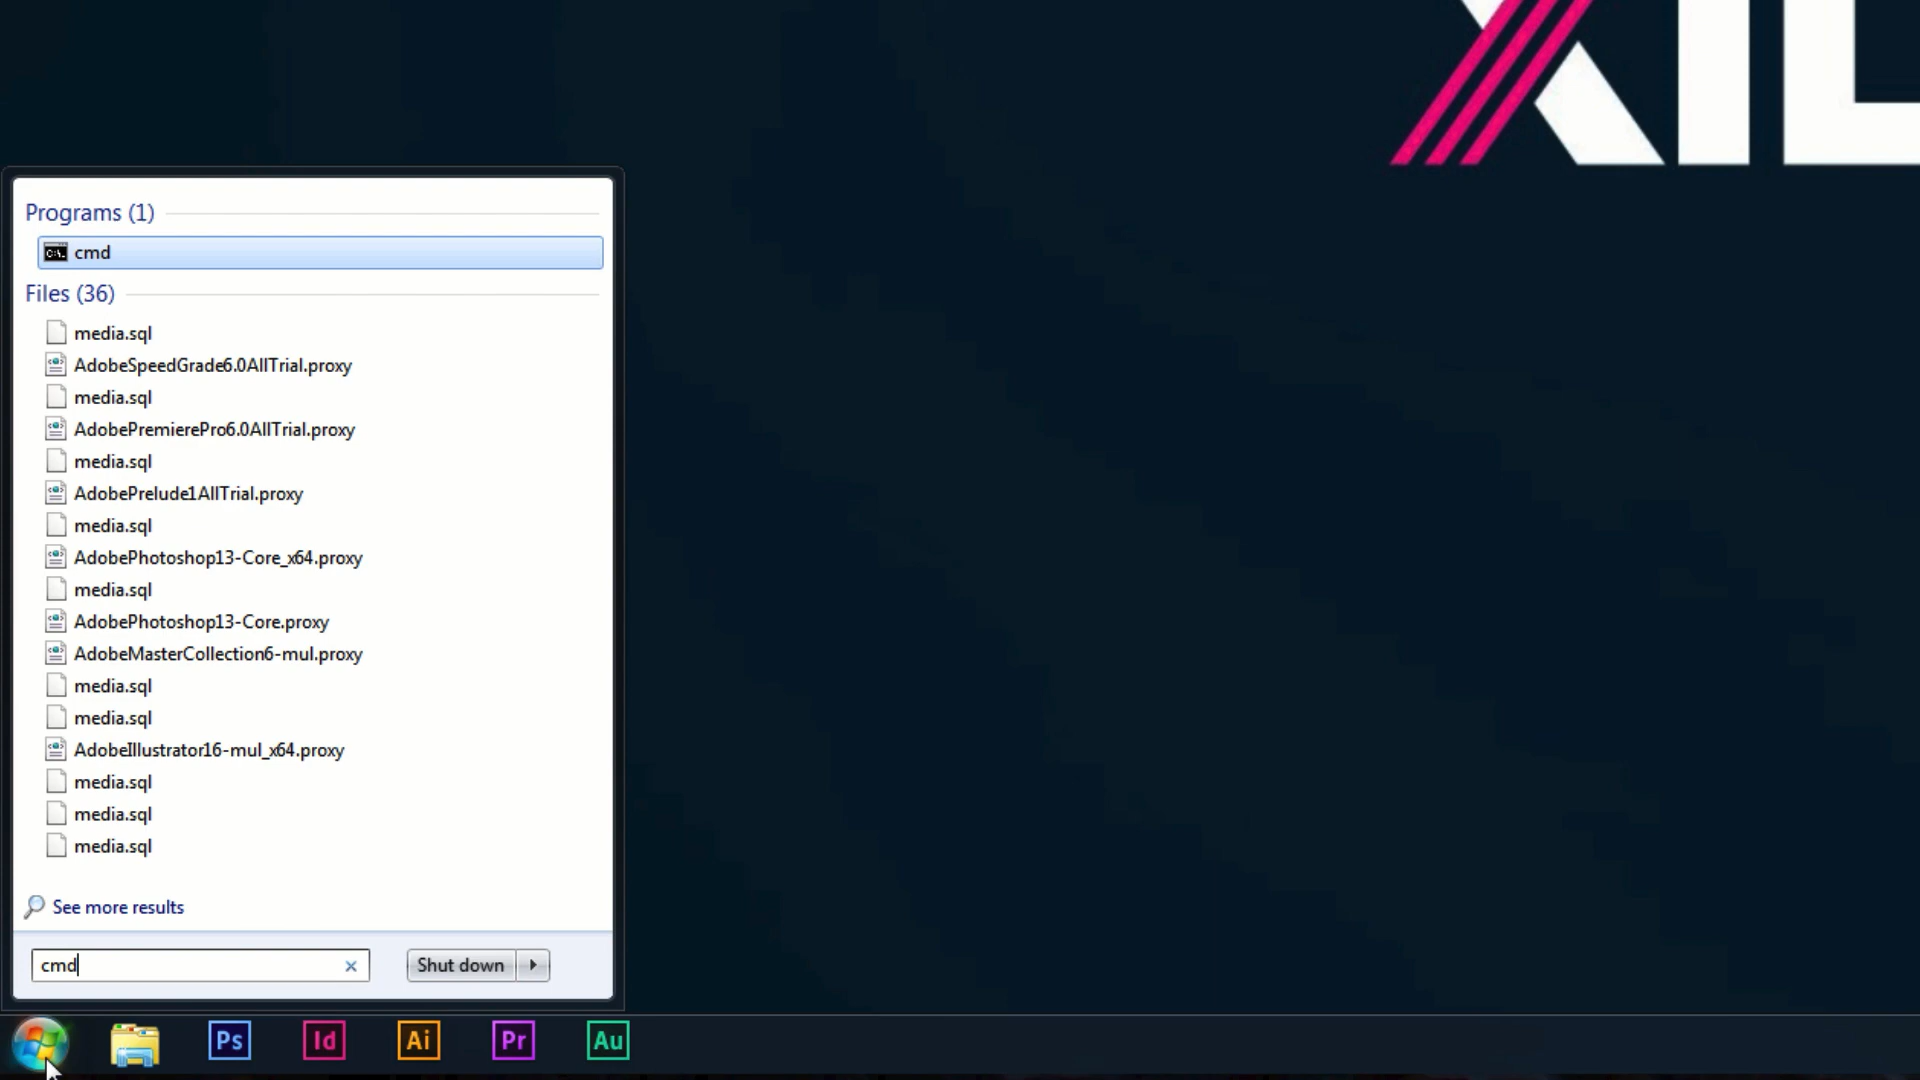 Programs (1)
cmd
Files (36)
media.sql
AdobeSpeedGrade6.0AllTrial.proxy
media.sql
AdobePremierePro6.0AllTrial.proxy
media.sql
AdobePrelude1AllTrial.proxy
media.sql
AdobePhotoshop13-Core_x64.proxy
media.sql
AdobePhotoshop13-Core.proxy
AdobeMasterCollection6-mul.proxy
media.sql
media.sql
AdobeIllustrator16-mul_x64.proxy
media.sql
media.sql
media.sql
See more results
cmd
Shut down
Ps Id Ai Pr Au